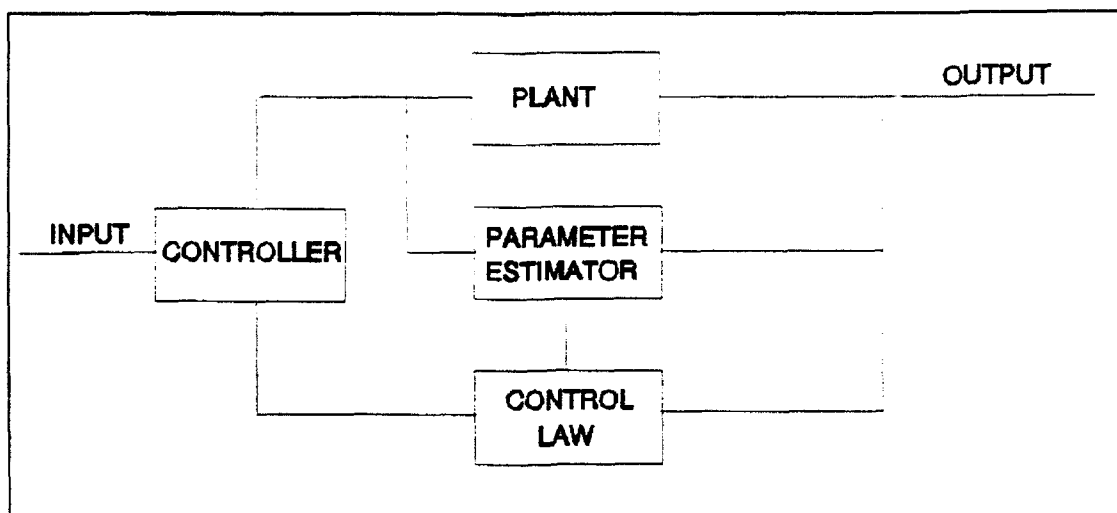 PLANT
OUTPUT
INPUT
CONTROLLER
PARAMETER
ESTIMATOR
CONTROL
LAW